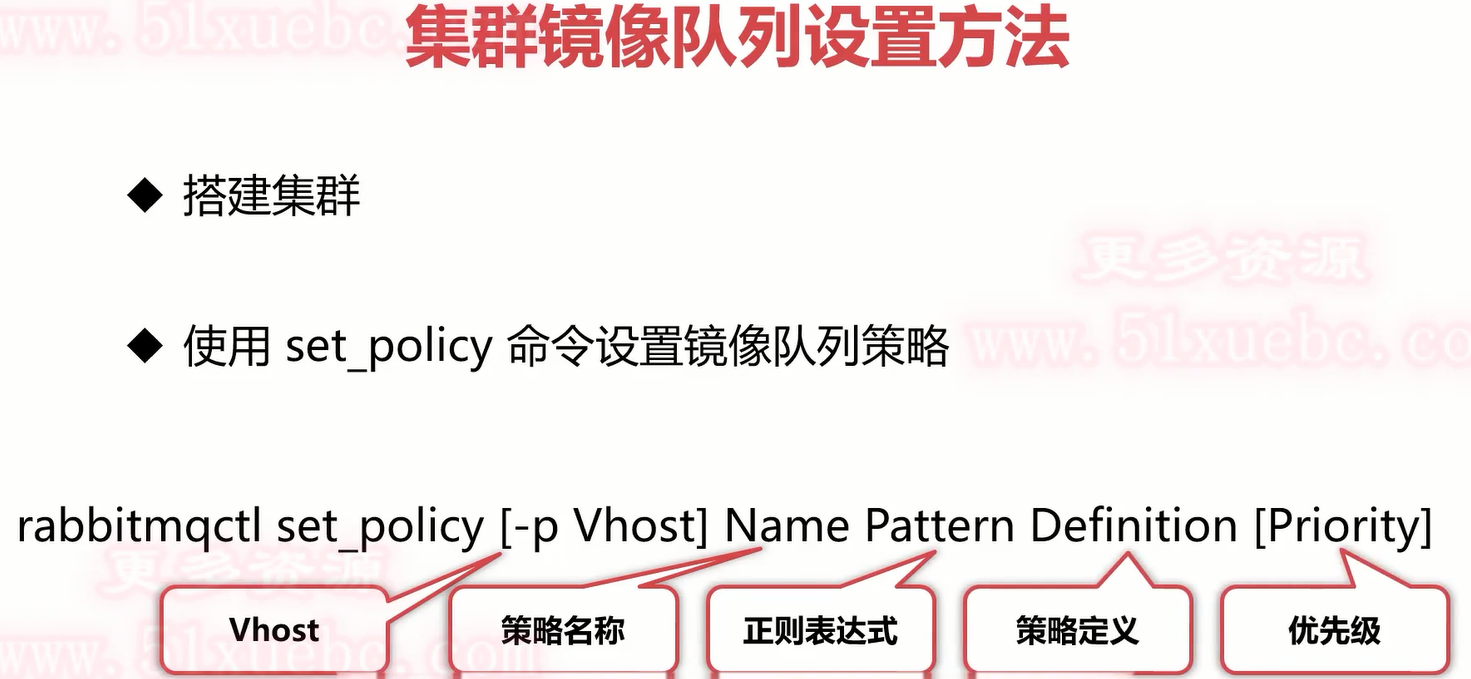 www.51xuebc.
集群镜像队列设置方法
◆ 搭建集群
更多资源
◆ 使用 set_policy 命令设置镜像队列策略
www.51xuebc.co
rabbitmqctl set_policy [-p Vhost] Name Pattern Definition [Priority]
更多资源
Vhost 策略名称 正则表达式 策略定义 优先级
www.51xuebc.com